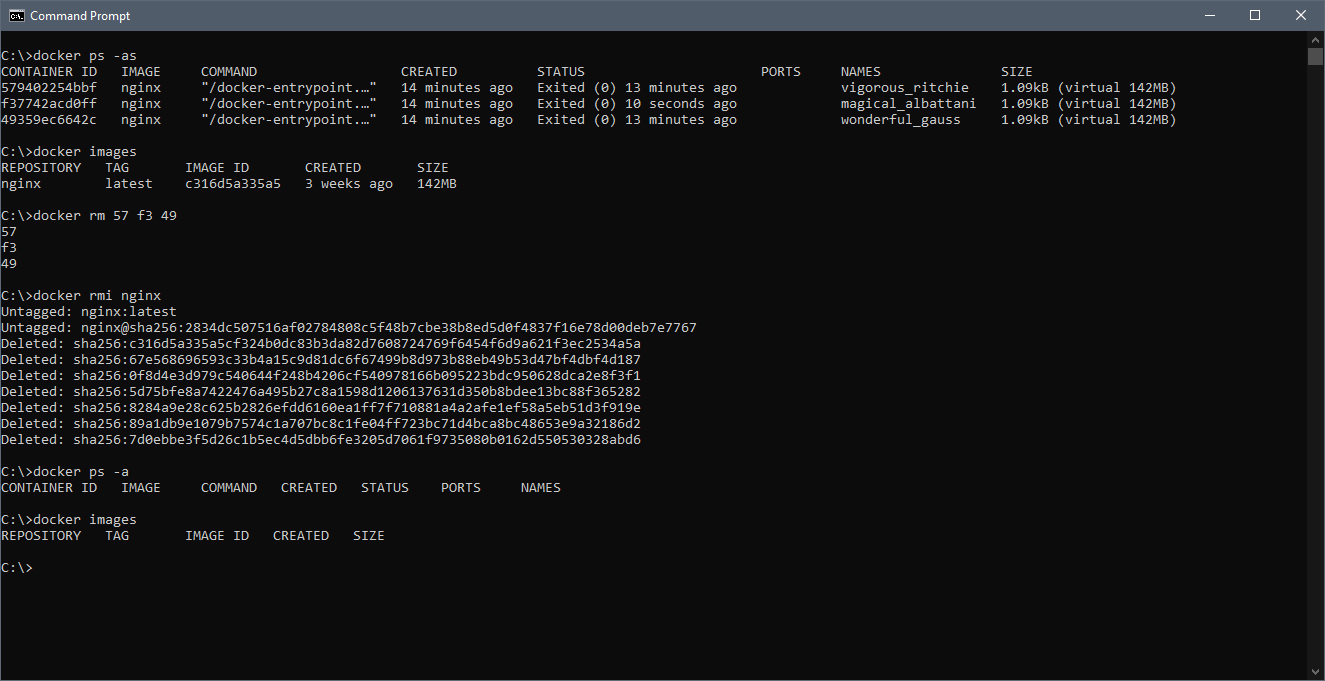 Command Prompt
C:\>docker ps -as
CONTAINER ID   IMAGE     COMMAND                  CREATED          STATUS                      PORTS     NAMES               SIZE
579402254bbf   nginx     "/docker-entrypoint.…"   14 minutes ago   Exited (0) 13 minutes ago             vigorous_ritchie    1.09kB (virtual 142MB)
f37742acd0ff   nginx     "/docker-entrypoint.…"   14 minutes ago   Exited (0) 10 seconds ago             magical_albattani   1.09kB (virtual 142MB)
49359ec6642c   nginx     "/docker-entrypoint.…"   14 minutes ago   Exited (0) 13 minutes ago             wonderful_gauss     1.09kB (virtual 142MB)
C:\>docker images
REPOSITORY   TAG       IMAGE ID       CREATED       SIZE
nginx        latest    c316d5a335a5   3 weeks ago   142MB
C:\>docker rm 57 f3 49
57
f3
49
C:\>docker rmi nginx
Untagged: nginx:latest
Untagged: nginx@sha256:2834dc507516af02784808c5f48b7cbe38b8ed5d0f4837f16e78d00deb7e7767
Deleted: sha256:c316d5a335a5cf324b0dc83b3da82d7608724769f6454f6d9a621f3ec2534a5a
Deleted: sha256:67e568696593c33b4a15c9d81dc6f67499b8d973b88eb49b53d47bf4dbf4d187
Deleted: sha256:0f8d4e3d979c540644f248b4206cf540978166b095223bdc950628dca2e8f3f1
Deleted: sha256:5d75bfe8a7422476a495b27c8a1598d1206137631d350b8bdee13bc88f365282
Deleted: sha256:8284a9e28c625b2826efdd6160ea1ff7f710881a4a2afe1ef58a5eb51d3f919e
Deleted: sha256:89a1db9e1079b7574c1a707bc8c1fe04ff723bc71d4bca8bc48653e9a32186d2
Deleted: sha256:7d0ebbe3f5d26c1b5ec4d5dbb6fe3205d7061f9735080b0162d550530328abd6
C:\>docker ps -a
CONTAINER ID   IMAGE     COMMAND   CREATED   STATUS    PORTS     NAMES
C:\>docker images
REPOSITORY   TAG       IMAGE ID   CREATED   SIZE
C:\>